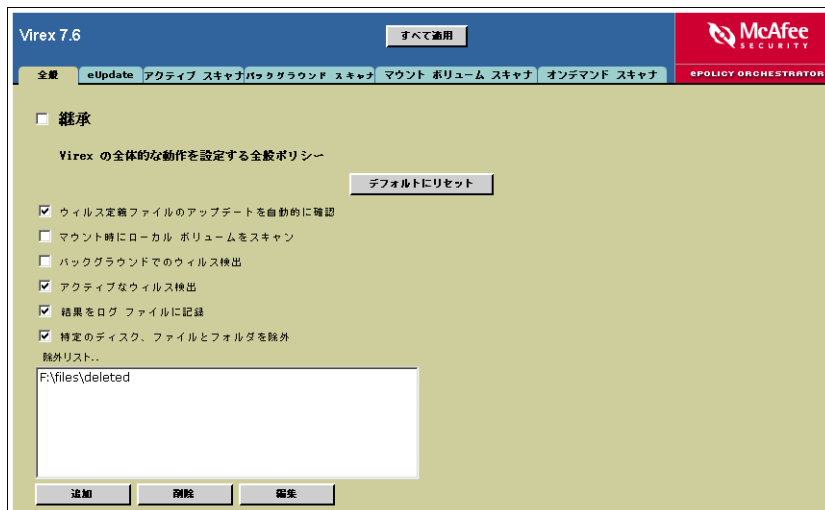 Virex 7.6
すべて適用
McAfee
SECURITY
全般
eUpdate
アクティブ スキャナ
バックグラウンド スキャナ
マウント ボリューム スキャナ
オンデマンド スキャナ
ePOLICY ORCHESTRATOR
継承
Virex の全体的な動作を設定する全般ポリシー
デフォルトにリセット
ウィルス定義ファイルのアップデートを自動的に確認
マウント時にローカル ボリュームをスキャン
バックグラウンドでのウィルス検出
アクティブなウィルス検出
結果をログ ファイルに記録
特定のディスク、ファイルとフォルダを除外
除外リスト..
F:\files\deleted
追加
削除
編集